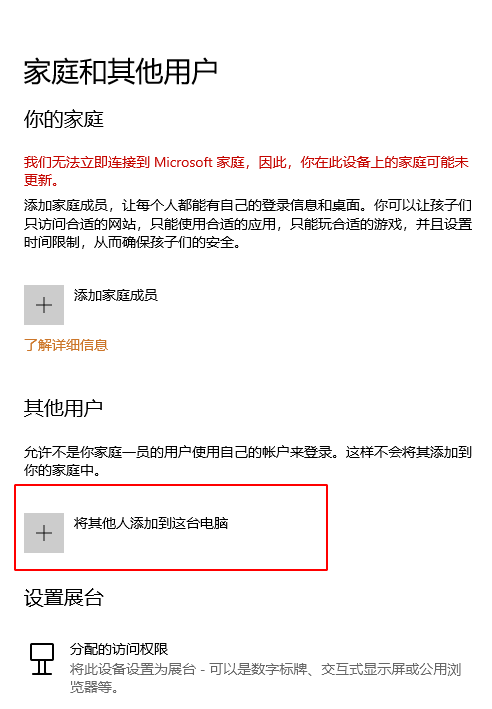 家庭和其他用户
你的家庭
我们无法立即连接到 Microsoft 家庭，因此，你在此设备上的家庭可能未
更新。
添加家庭成员，让每个人都能有自己的登录信息和桌面。你可以让孩子们
只访问合适的网站，只能使用合适的应用，只能玩合适的游戏，并且设置
时间限制，从而确保孩子们的安全。
添加家庭成员
了解详细信息
其他用户
允许不是你家庭一员的用户使用自己的帐户来登录。这样不会将其添加到
你的家庭中。
将其他人添加到这台电脑
设置展台
分配的访问权限
将此设备设置为展台 - 可以是数字标牌、交互式显示屏或公用浏
览器等。